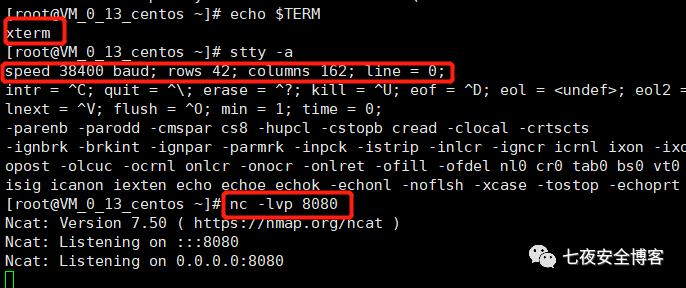 [root@VM_0_13_centos ~]# echo $TERM
xterm
[root@VM_0_13_centos ~]# stty -a
speed 38400 baud; rows 42; columns 162; line = 0;
intr = ^C; quit = ^\; erase = ^?; kill = ^U; eof = ^D; eol = <undef>; eol2 =
lnext = ^V; flush = ^O; min = 1; time = 0;
-parenb -parodd -cmspar cs8 -hupcl -cstopb cread -clocal -crtscts
-ignbrk -brkint -ignpar -parmrk -inpck -istrip -inlcr -igncr icrnl ixon -ixo
opost -olcuc -ocrnl onlcr -onocr -onlret -ofill -ofdel nl0 cr0 tab0 bs0 vt0
isig icanon iexten echo echoe echok -echonl -noflsh -xcase -tostop -echoprt
[root@VM_0_13_centos ~]# nc -lvp 8080
Ncat: Version 7.50 ( https://nmap.org/ncat )
Ncat: Listening on :::8080
Ncat: Listening on 0.0.0.0:8080
七夜安全博客